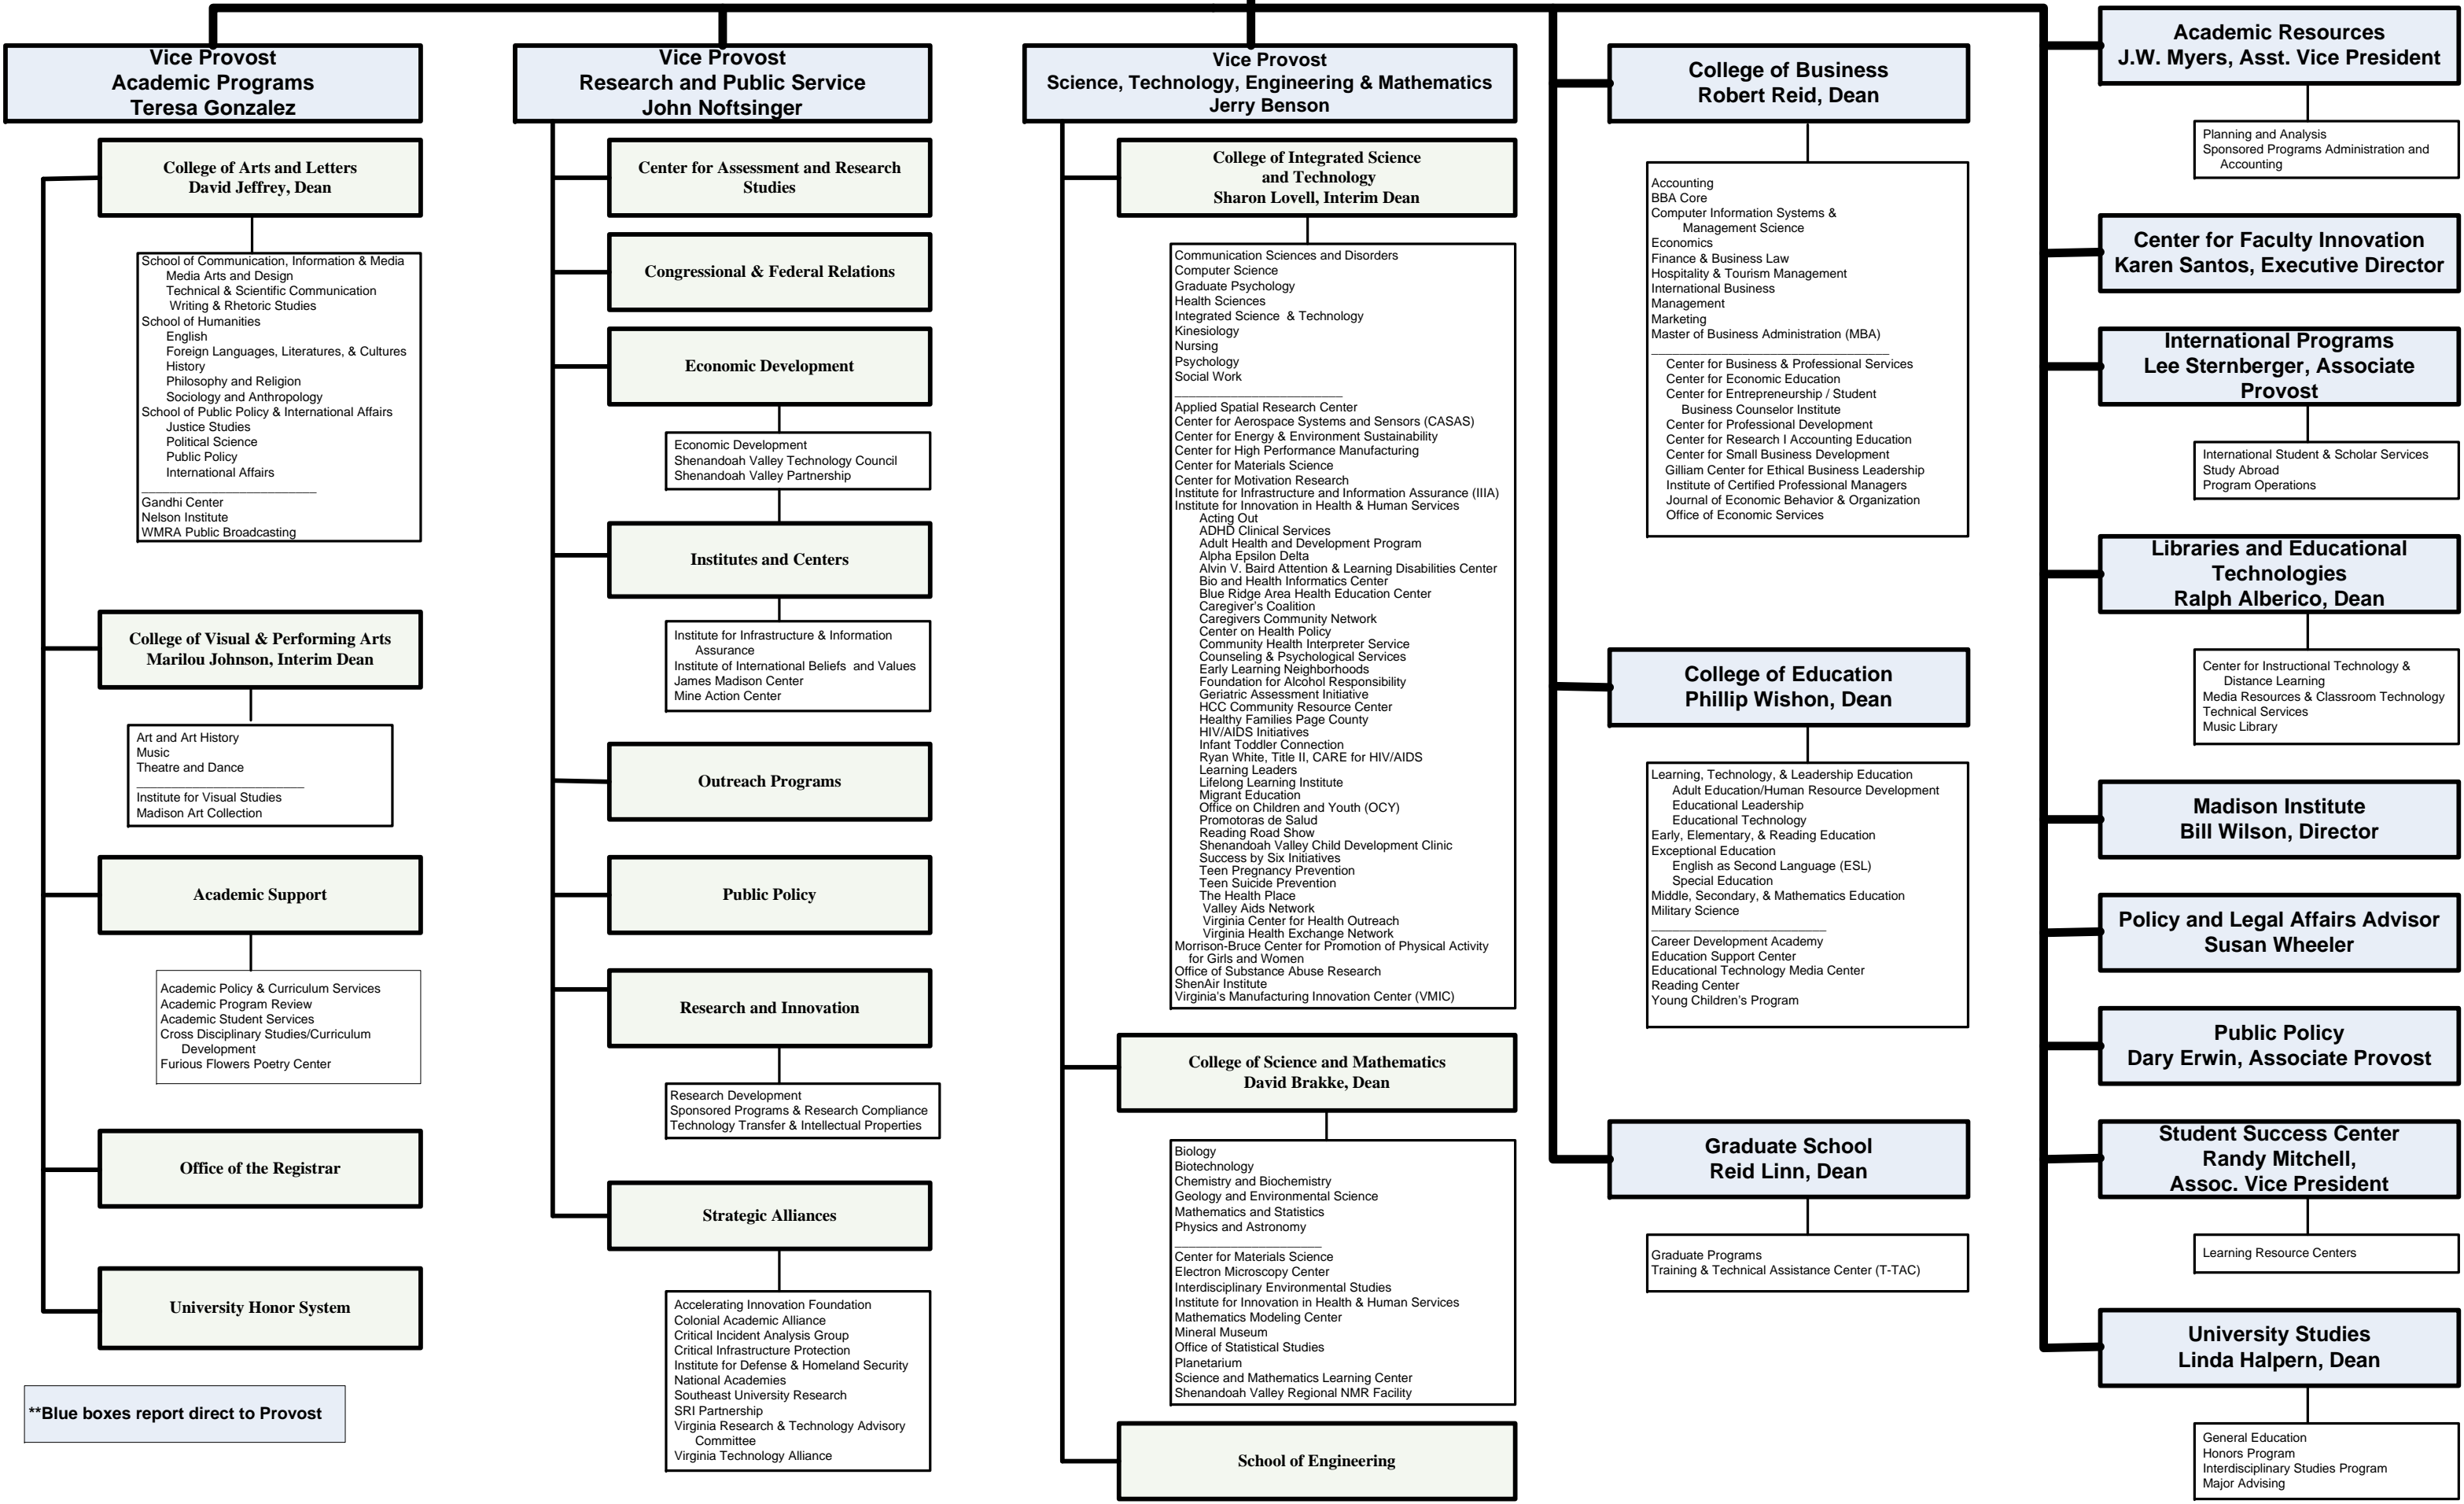 Vice Provost
Academic Programs
Teresa Gonzalez
College of Arts and Letters
David Jeffrey, Dean
School of Communication, Information & Media
Media Arts and Design
Technical & Scientific Communication
Writing & Rhetoric Studies
School of Humanities
English
Foreign Languages, Literatures, & Cultures
History
Philosophy and Religion
Sociology and Anthropology
School of Public Policy & International Affairs
Justice Studies
Political Science
Public Policy
International Affairs
Gandhi Center
Nelson Institute
WMRA Public Broadcasting
College of Visual & Performing Arts
Marilou Johnson, Interim Dean
Art and Art History
Music
Theatre and Dance
Institute for Visual Studies
Madison Art Collection
Academic Support
Academic Policy & Curriculum Services
Academic Program Review
Academic Student Services
Cross Disciplinary Studies/Curriculum
Development
Furious Flowers Poetry Center
Office of the Registrar
University Honor System
**Blue boxes report direct to Provost
Vice Provost
Research and Public Service
John Noftsinger
Center for Assessment and Research
Studies
Congressional & Federal Relations
Economic Development
Economic Development
Shenandoah Valley Technology Council
Shenandoah Valley Partnership
Institutes and Centers
Institute for Infrastructure & Information
Assurance
Institute of International Beliefs and Values
James Madison Center
Mine Action Center
Outreach Programs
Public Policy
Research and Innovation
Research Development
Sponsored Programs & Research Compliance
Technology Transfer & Intellectual Properties
Strategic Alliances
Accelerating Innovation Foundation
Colonial Academic Alliance
Critical Incident Analysis Group
Critical Infrastructure Protection
Institute for Defense & Homeland Security
National Academies
Southeast University Research
SRI Partnership
Virginia Research & Technology Advisory
Committee
Virginia Technology Alliance
Vice Provost
Science, Technology, Engineering & Mathematics
Jerry Benson
College of Integrated Science
and Technology
Sharon Lovell, Interim Dean
Communication Sciences and Disorders
Computer Science
Graduate Psychology
Health Sciences
Integrated Science & Technology
Kinesiology
Nursing
Psychology
Social Work
Applied Spatial Research Center
Center for Aerospace Systems and Sensors (CASAS)
Center for Energy & Environment Sustainability
Center for High Performance Manufacturing
Center for Materials Science
Center for Motivation Research
Institute for Infrastructure and Information Assurance (IIIA)
Institute for Innovation in Health & Human Services
Acting Out
ADHD Clinical Services
Adult Health and Development Program
Alpha Epsilon Delta
Alvin V. Baird Attention & Learning Disabilities Center
Bio and Health Informatics Center
Blue Ridge Area Health Education Center
Caregiver's Coalition
Caregivers Community Network
Center on Health Policy
Community Health Interpreter Service
Counseling & Psychological Services
Early Learning Neighborhoods
Foundation for Alcohol Responsibility
Geriatric Assessment Initiative
HCC Community Resource Center
Healthy Families Page County
HIV/AIDS Initiatives
Infant Toddler Connection
Ryan White, Title II, CARE for HIV/AIDS
Learning Leaders
Lifelong Learning Institute
Migrant Education
Office on Children and Youth (OCY)
Promotoras de Salud
Reading Road Show
Shenandoah Valley Child Development Clinic
Success by Six Initiatives
Teen Pregnancy Prevention
Teen Suicide Prevention
The Health Place
Valley Aids Network
Virginia Center for Health Outreach
Virginia Health Exchange Network
Morrison-Bruce Center for Promotion of Physical Activity
for Girls and Women
Office of Substance Abuse Research
ShenAir Institute
Virginia's Manufacturing Innovation Center (VMIC)
College of Science and Mathematics
David Brakke, Dean
Biology
Biotechnology
Chemistry and Biochemistry
Geology and Environmental Science
Mathematics and Statistics
Physics and Astronomy
Center for Materials Science
Electron Microscopy Center
Interdisciplinary Environmental Studies
Institute for Innovation in Health & Human Services
Mathematics Modeling Center
Mineral Museum
Office of Statistical Studies
Planetarium
Science and Mathematics Learning Center
Shenandoah Valley Regional NMR Facility
School of Engineering
College of Business
Robert Reid, Dean
Accounting
BBA Core
Computer Information Systems &
Management Science
Economics
Finance & Business Law
Hospitality & Tourism Management
International Business
Management
Marketing
Master of Business Administration (MBA)
Center for Business & Professional Services
Center for Economic Education
Center for Entrepreneurship / Student
Business Counselor Institute
Center for Professional Development
Center for Research I Accounting Education
Center for Small Business Development
Gilliam Center for Ethical Business Leadership
Institute of Certified Professional Managers
Journal of Economic Behavior & Organization
Office of Economic Services
College of Education
Phillip Wishon, Dean
Learning, Technology, & Leadership Education
Adult Education/Human Resource Development
Educational Leadership
Educational Technology
Early, Elementary, & Reading Education
Exceptional Education
English as Second Language (ESL)
Special Education
Middle, Secondary, & Mathematics Education
Military Science
Career Development Academy
Education Support Center
Educational Technology Media Center
Reading Center
Young Children's Program
Graduate School
Reid Linn, Dean
Graduate Programs
Training & Technical Assistance Center (T-TAC)
Academic Resources
J.W. Myers, Asst. Vice President
Planning and Analysis
Sponsored Programs Administration and
Accounting
Center for Faculty Innovation
Karen Santos, Executive Director
International Programs
Lee Sternberger, Associate
Provost
International Student & Scholar Services
Study Abroad
Program Operations
Libraries and Educational
Technologies
Ralph Alberico, Dean
Center for Instructional Technology &
Distance Learning
Media Resources & Classroom Technology
Technical Services
Music Library
Madison Institute
Bill Wilson, Director
Policy and Legal Affairs Advisor
Susan Wheeler
Public Policy
Dary Erwin, Associate Provost
Student Success Center
Randy Mitchell,
Assoc. Vice President
Learning Resource Centers
University Studies
Linda Halpern, Dean
General Education
Honors Program
Interdisciplinary Studies Program
Major Advising